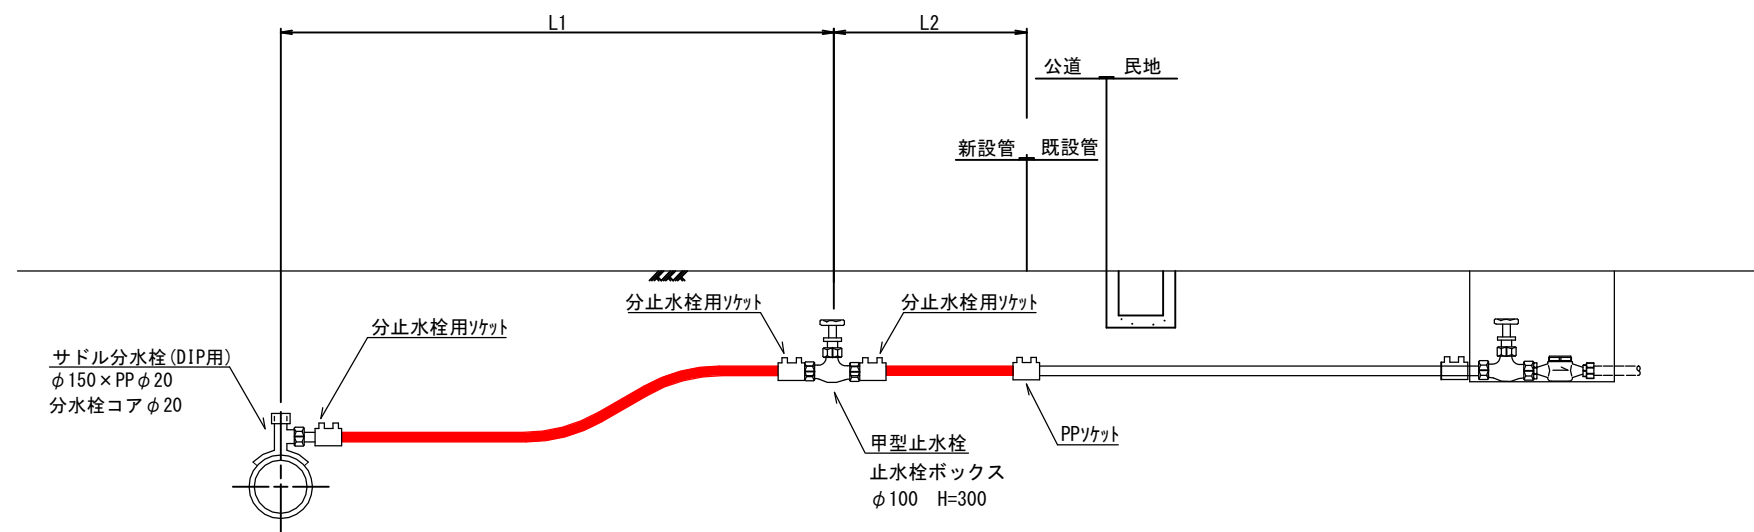 L1
L2
公道 民地
新設管 既設管
分止水栓用ｿｹｯﾄ
分止水栓用ｿｹｯﾄ
分止水栓用ｿｹｯﾄ
サドル分水栓(DIP用)
φ150×PPφ20
分水栓コアφ20
PPｿｹｯﾄ
甲型止水栓
止水栓ボックス
φ100 H=300